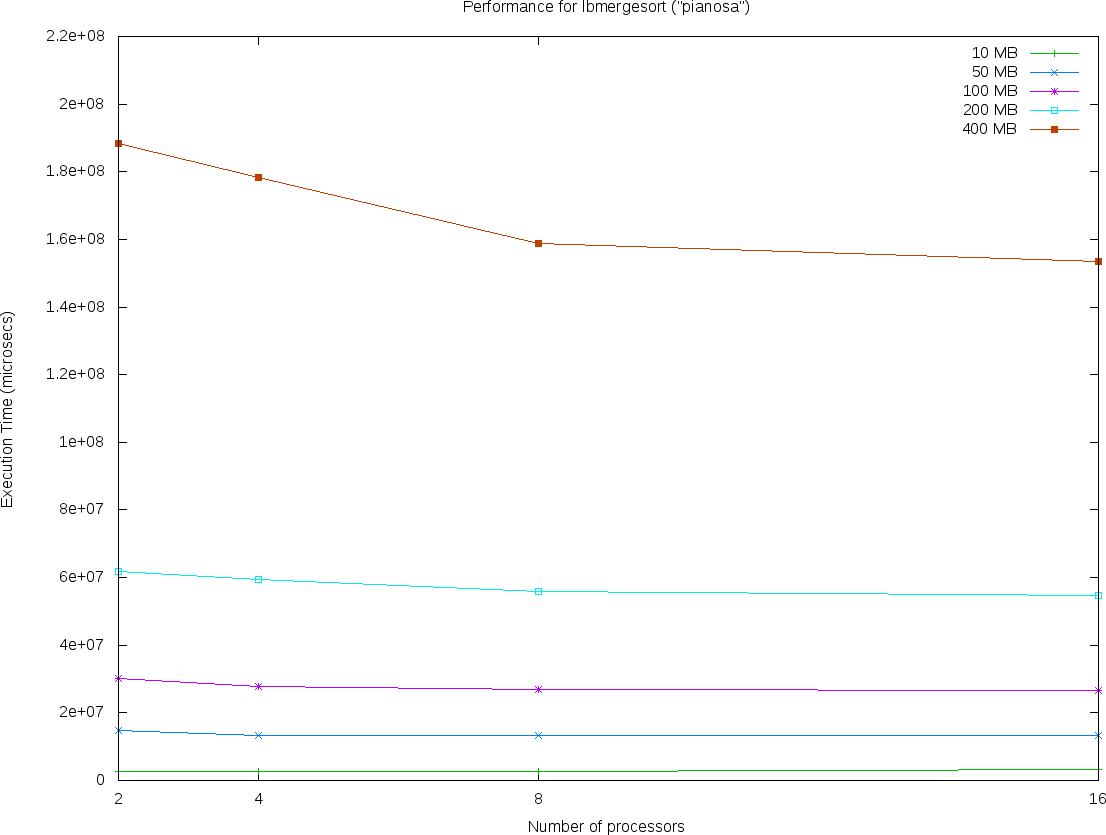 Performance for lbmergesort ("pianosa")
2.2e+08
2e+08
1.8e+08
1.6e+08
1.4e+08
1.2e+08
1e+08
8e+07
6e+07
4e+07
2e+07
0
Execution Time (microsecs)
10 MB
50 MB
100 MB
200 MB
400 MB
2 4 8 16
Number of processors